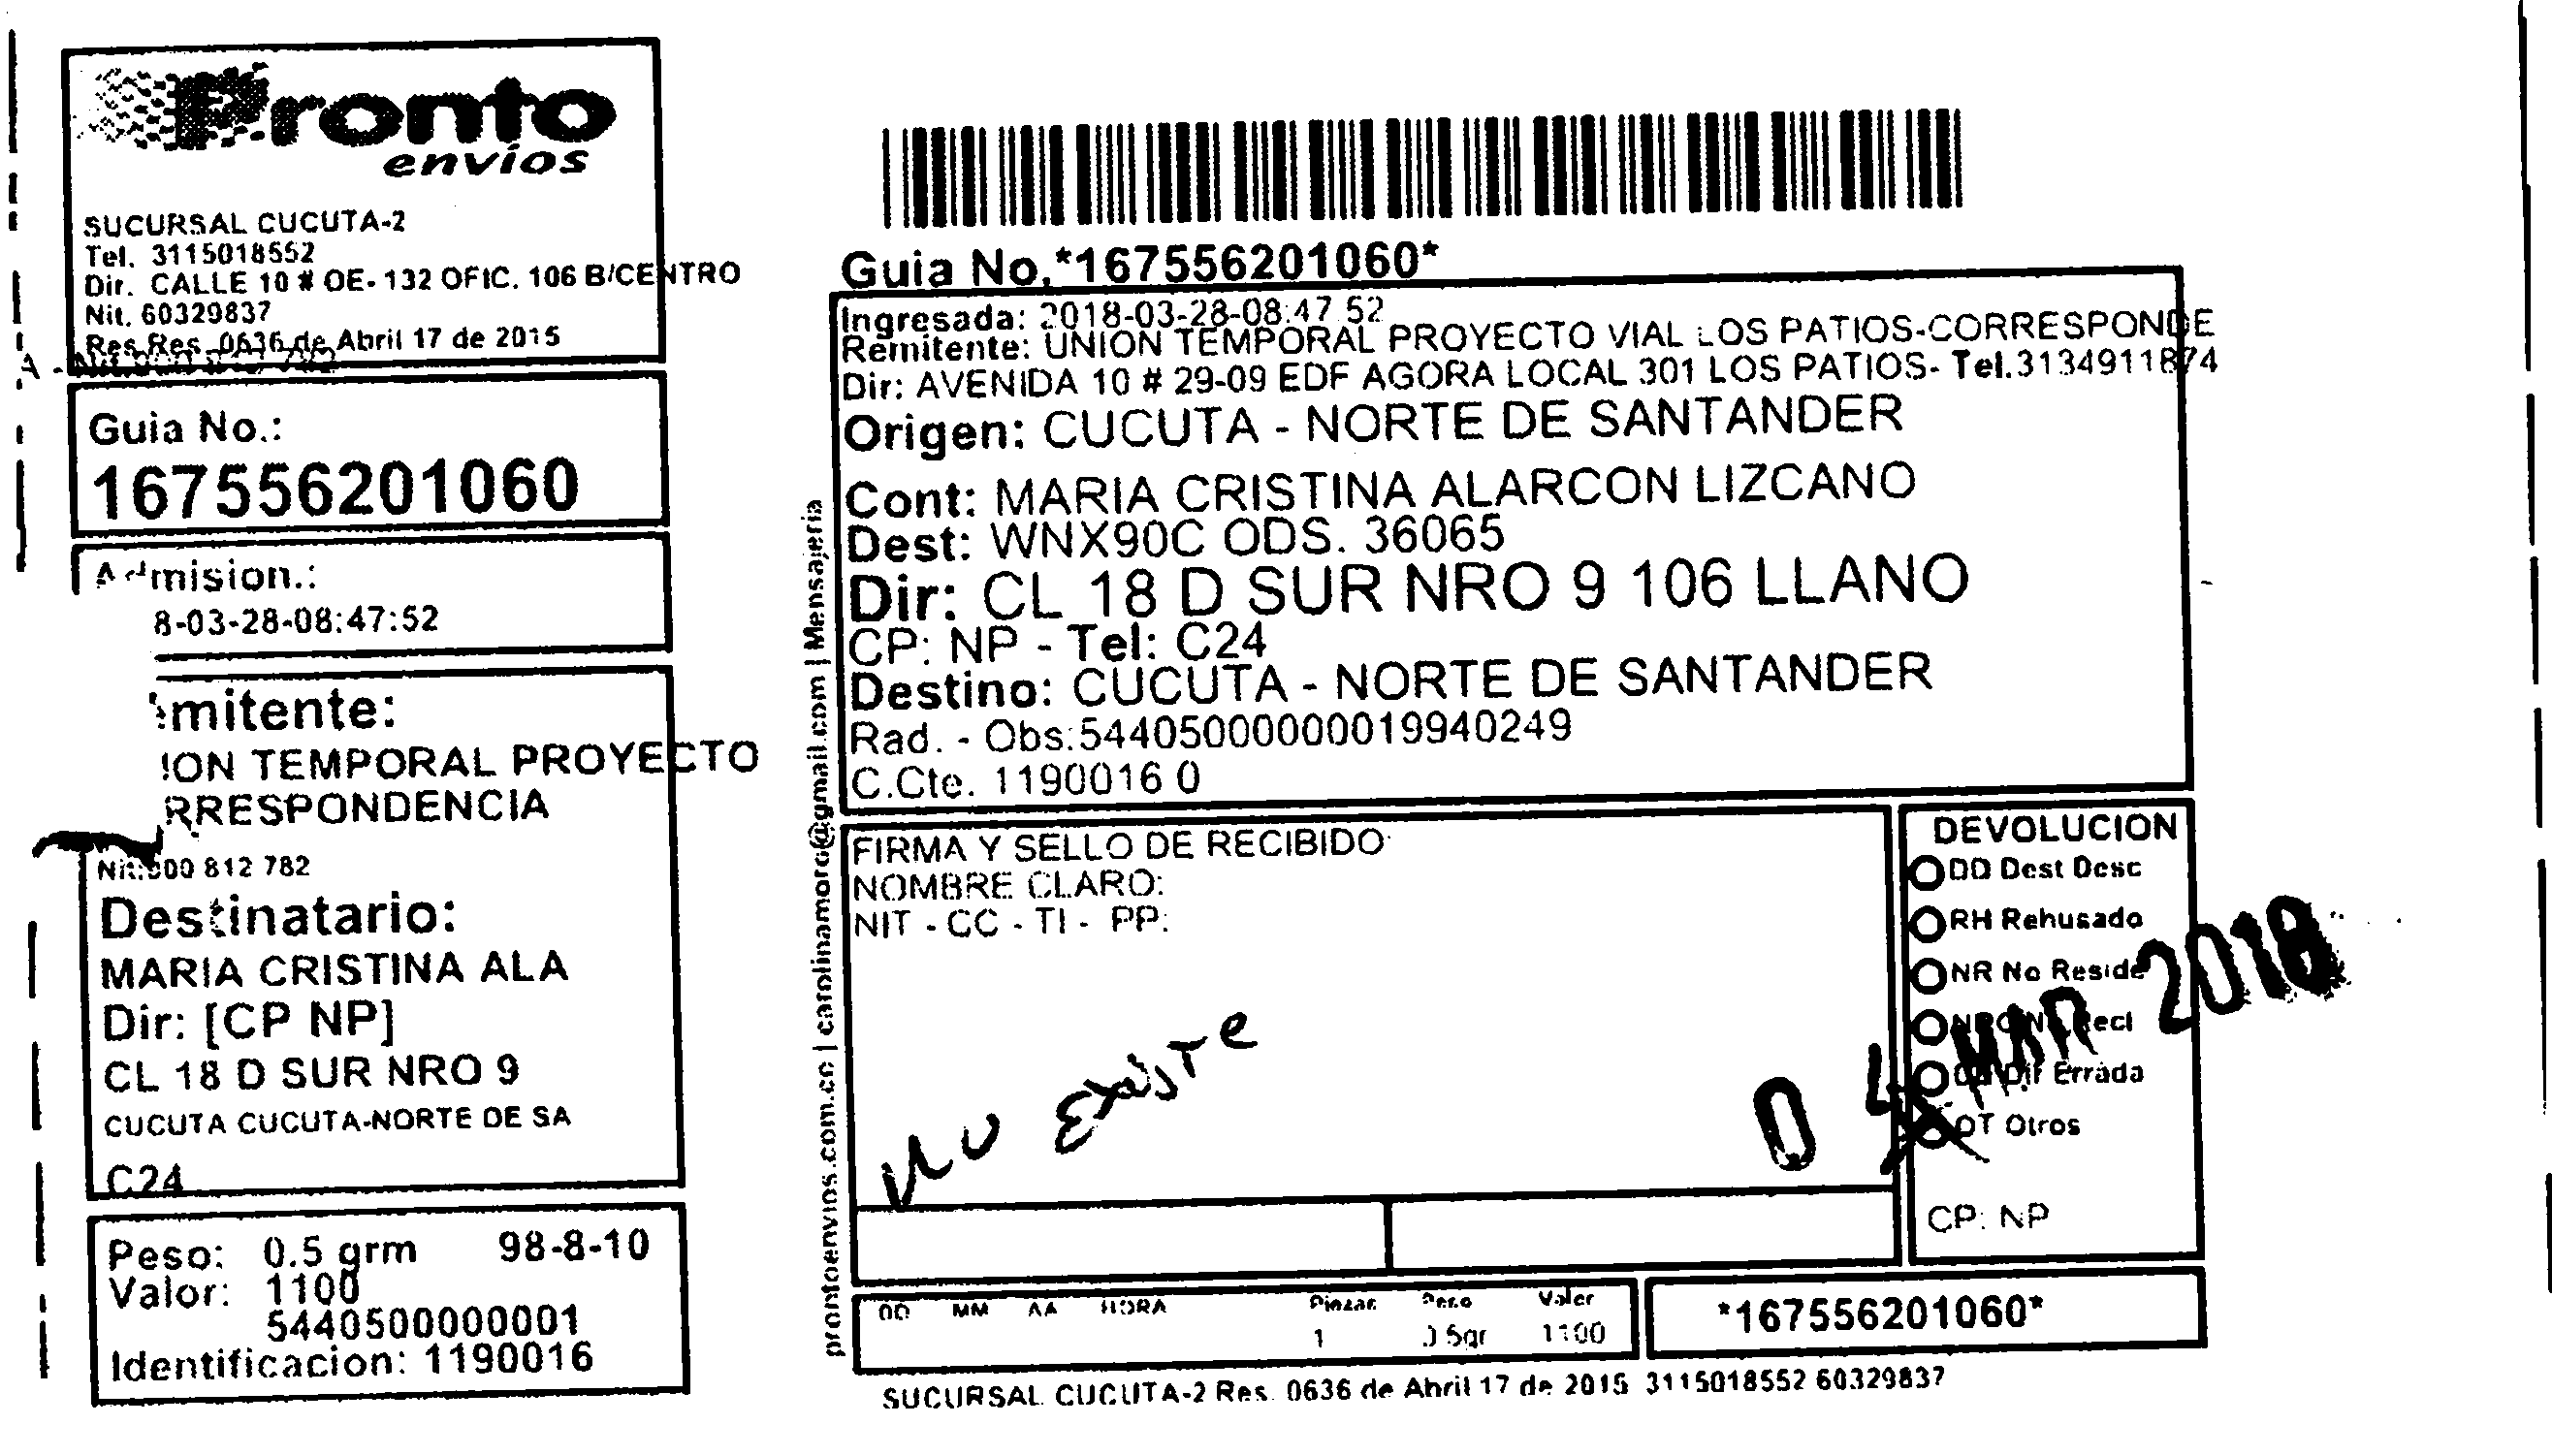 Pronto
envíos
SUCURSAL CUCUTA-2
Tel. 3115018552
Dir. CALLE 10 # OE- 132 OFIC. 106 B/CENTRO
Nit. 60329837
Res Res 0636 de Abril 17 de 2015
Guia No.:
167556201060
mision.:
8-03-28-08:47:52
mitente:
ION TEMPORAL PROYECTO
RRESPONDENCIA
Nit:900 812 782
Destinatario:
MARIA CRISTINA ALA
Dir: [CP NP]
CL 18 D SUR NRO 9
CUCUTA CUCUTA-NORTE DE SA
C24
Peso: 0.5 grm 98-8-10
Valor: 1100
5440500000001
Identificacion: 1190016
prontoenvios.com.co | carolinamoro@gmail.com | Mensajeria
Guia No.*167556201060*
Ingresada: 2018-03-28-08:47 52
Remitente: UNION TEMPORAL PROYECTO VIAL LOS PATIOS-CORRESPONDE
Dir: AVENIDA 10 # 29-09 EDF AGORA LOCAL 301 LOS PATIOS- Tel.3134911874
Origen: CUCUTA - NORTE DE SANTANDER
Cont: MARIA CRISTINA ALARCON LIZCANO
Dest: WNX90C ODS. 36065
Dir: CL 18 D SUR NRO 9 106 LLANO
CP: NP - Tel: C24
Destino: CUCUTA - NORTE DE SANTANDER
Rad. - Obs:544050000000019940249
C.Cte. 1190016 0
FIRMA Y SELLO DE RECIBIDO
NOMBRE CLARO:
NIT - CC - TI - PP:
No Existe
DEVOLUCION
DD Dest Desc
RH Rehusado
NR No Reside
Dir Errada
OT Otros
0 4 MAR 2018
CP: NP
DD MM AA HORA Piezas Peso Valor
1 0.5gr 1100
*167556201060*
SUCURSAL CUCUTA-2 Res. 0636 de Abril 17 de 2015 3115018552 60329837